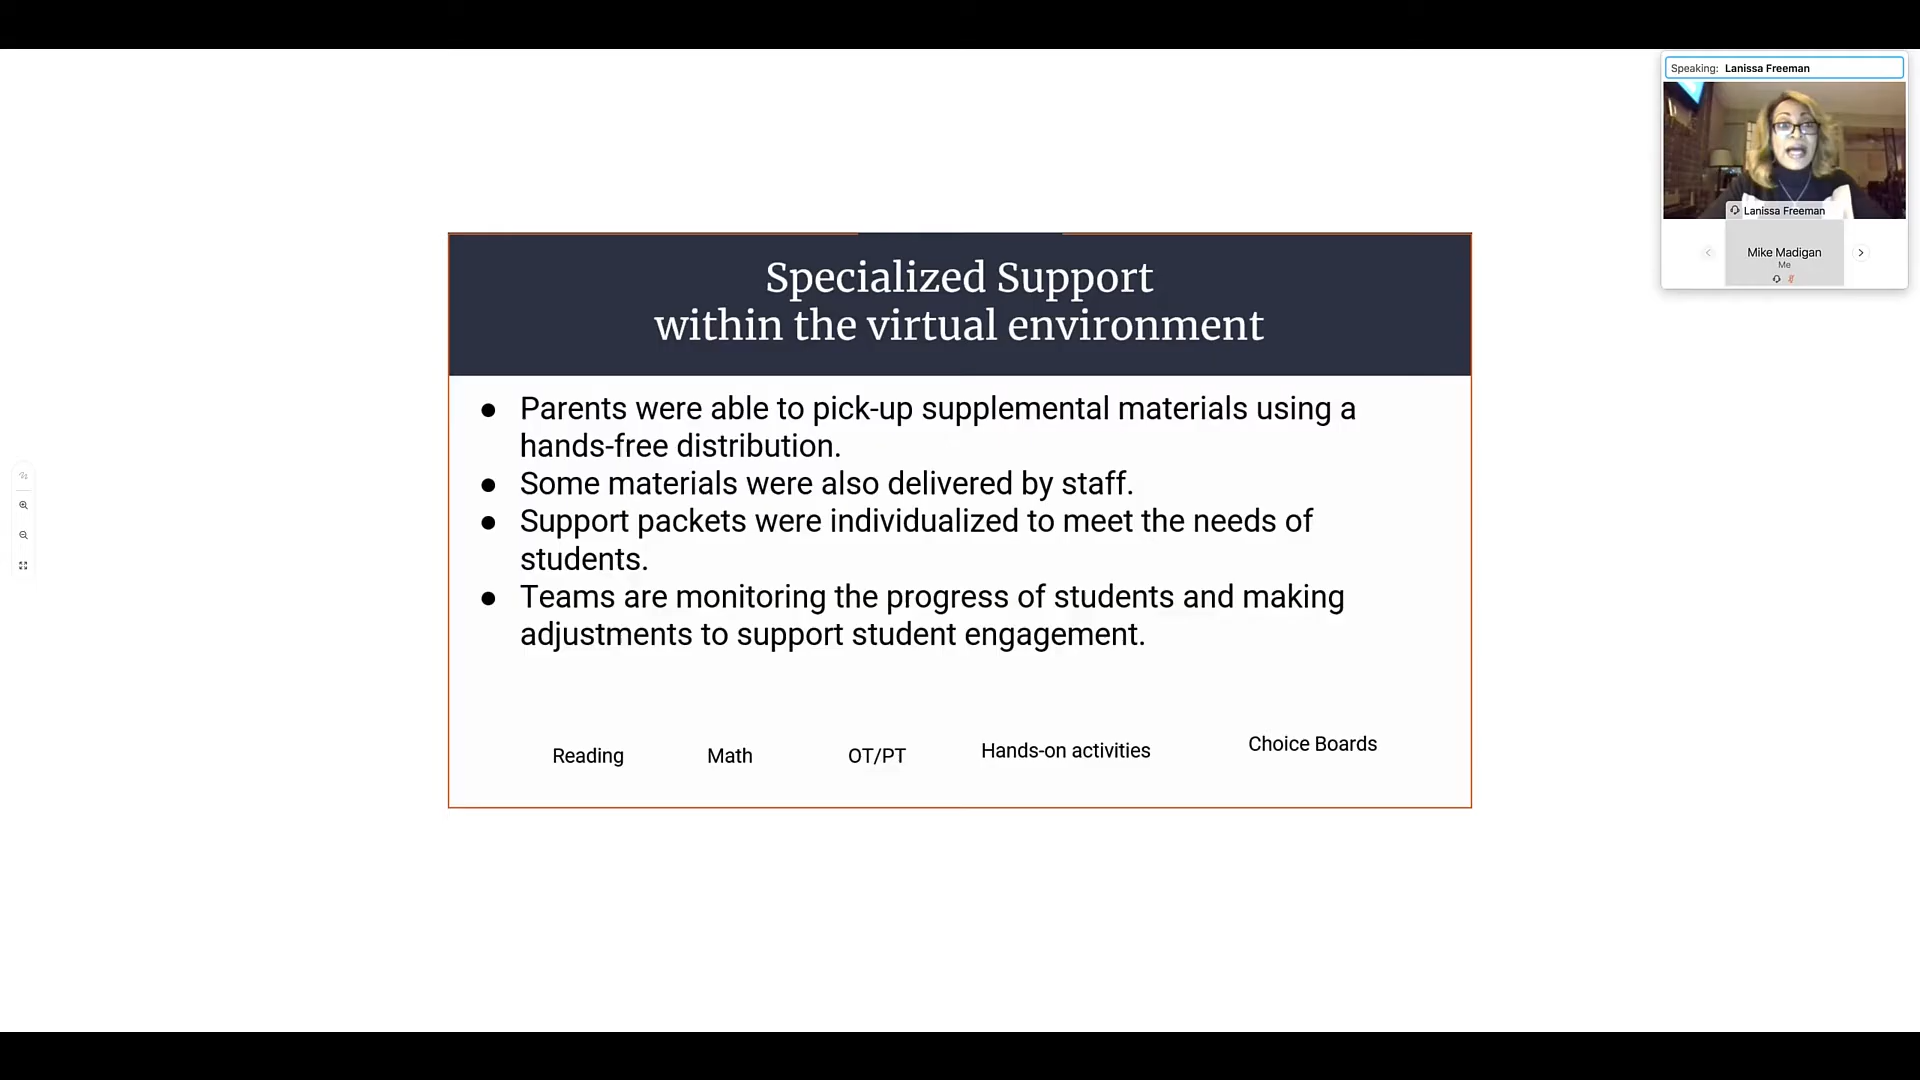 Speaking: Lanissa Freeman
Lanissa Freeman
Mike Madigan
Me
Specialized Support
within the virtual environment
● Parents were able to pick-up supplemental materials using a
hands-free distribution.
● Some materials were also delivered by staff.
● Support packets were individualized to meet the needs of
students.
● Teams are monitoring the progress of students and making
adjustments to support student engagement.
Reading Math OT/PT Hands-on activities Choice Boards